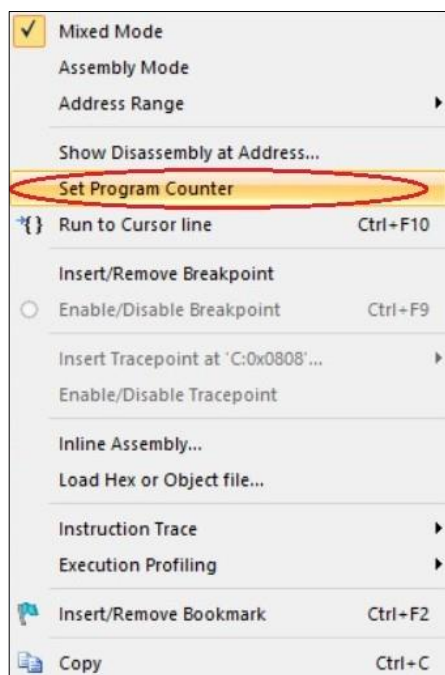 Mixed Mode
Assembly Mode
Address Range
Show Disassembly at Address...
Set Program Counter
Run to Cursor line Ctrl+F10
Insert/Remove Breakpoint
Enable/Disable Breakpoint Ctrl+F9
Insert Tracepoint at 'C:0x0808'...
Enable/Disable Tracepoint
Inline Assembly...
Load Hex or Object file...
Instruction Trace
Execution Profiling
Insert/Remove Bookmark Ctrl+F2
Copy Ctrl+C